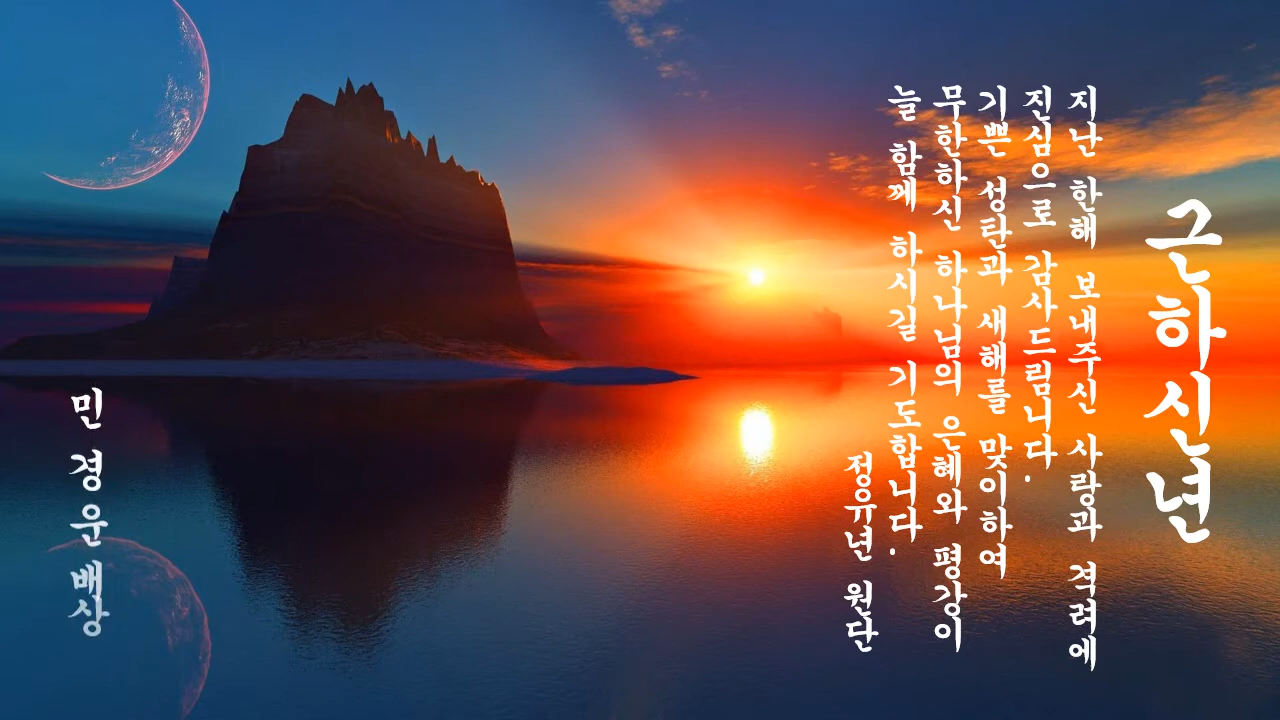 근하신년
지난 한해 보내주신 사랑과 격려에
진심으로 감사드립니다.
기쁜 성탄과 새해를 맞이하여
무한하신 하나님의 은혜와 평강이
늘 함께 하시길 기도합니다.
정유년 원단
민 경 운 배상